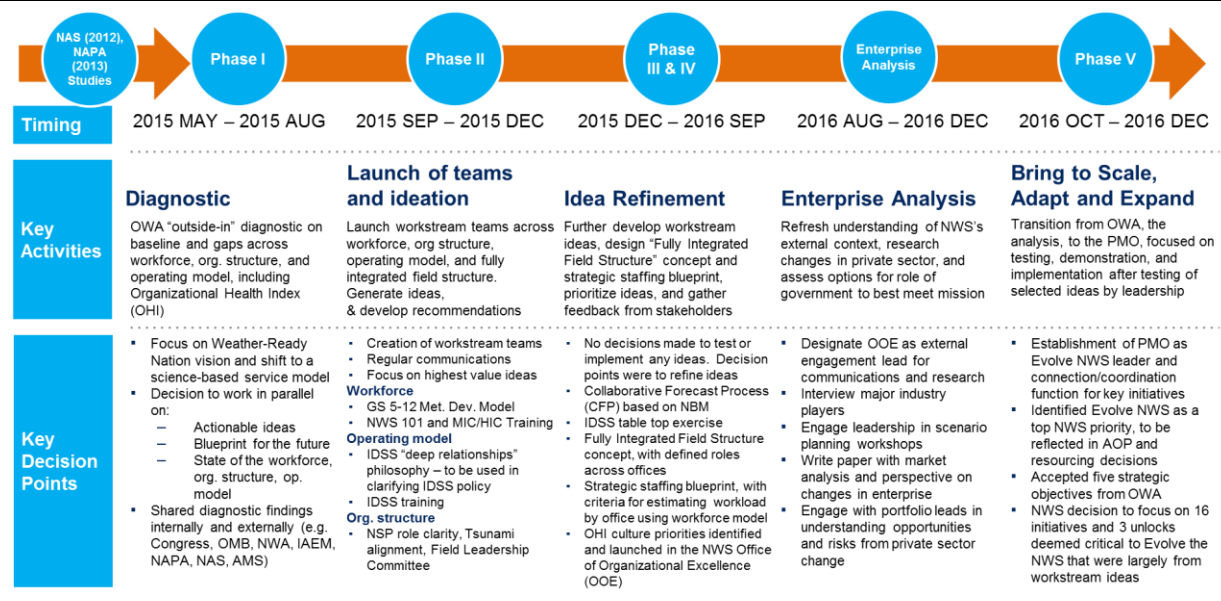 NAS (2012),
NAPA
(2013)
Studies
Phase I
Phase II
Phase
III & IV
Enterprise
Analysis
Phase V
Timing
2015 MAY – 2015 AUG
2015 SEP – 2015 DEC
2015 DEC – 2016 SEP
2016 AUG – 2016 DEC
2016 OCT – 2016 DEC
Key
Activities
Diagnostic
OWA “outside-in” diagnostic on
baseline and gaps across
workforce, org. structure, and
operating model, including
Organizational Health Index
(OHI)
Launch of teams
and ideation
Launch workstream teams across
workforce, org structure,
operating model, and fully
integrated field structure.
Generate ideas,
& develop recommendations
Idea Refinement
Further develop workstream
ideas, design “Fully Integrated
Field Structure” concept and
strategic staffing blueprint,
prioritize ideas, and gather
feedback from stakeholders
Enterprise Analysis
Refresh understanding of NWS’s
external context, research
changes in private sector, and
assess options for role of
government to best meet mission
Bring to Scale,
Adapt and Expand
Transition from OWA, the
analysis, to the PMO, focused on
testing, demonstration, and
implementation after testing of
selected ideas by leadership
Key
Decision
Points
▪ Focus on Weather-Ready
Nation vision and shift to a
science-based service model
▪ Decision to work in parallel
on:
— Actionable ideas
— Blueprint for the future
— State of the workforce,
org. structure, op.
model
▪ Shared diagnostic findings
internally and externally (e.g.
Congress, OMB, NWA, IAEM,
NAPA, NAS, AMS)
▪ Creation of workstream teams
▪ Regular communications
▪ Focus on highest value ideas
Workforce
▪ GS 5-12 Met. Dev. Model
▪ NWS 101 and MIC/HIC Training
Operating model
▪ IDSS “deep relationships”
philosophy – to be used in
clarifying IDSS policy
▪ IDSS training
Org. structure
▪ NSP role clarity, Tsunami
alignment, Field Leadership
Committee
▪ No decisions made to test or
implement any ideas. Decision
points were to refine ideas
▪ Collaborative Forecast Process
(CFP) based on NBM
▪ IDSS table top exercise
▪ Fully Integrated Field Structure
concept, with defined roles
across offices
▪ Strategic staffing blueprint, with
criteria for estimating workload
by office using workforce model
▪ OHI culture priorities identified
and launched in the NWS Office
of Organizational Excellence
(OOE)
▪ Designate OOE as external
engagement lead for
communications and research
▪ Interview major industry
players
▪ Engage leadership in scenario
planning workshops
▪ Write paper with market
analysis and perspective on
changes in enterprise
▪ Engage with portfolio leads in
understanding opportunities
and risks from private sector
change
▪ Establishment of PMO as
Evolve NWS leader and
connection/coordination
function for key initiatives
▪ Identified Evolve NWS as a
top NWS priority, to be
reflected in AOP and
resourcing decisions
▪ Accepted five strategic
objectives from OWA
▪ NWS decision to focus on 16
initiatives and 3 unlocks
deemed critical to Evolve the
NWS that were largely from
workstream ideas